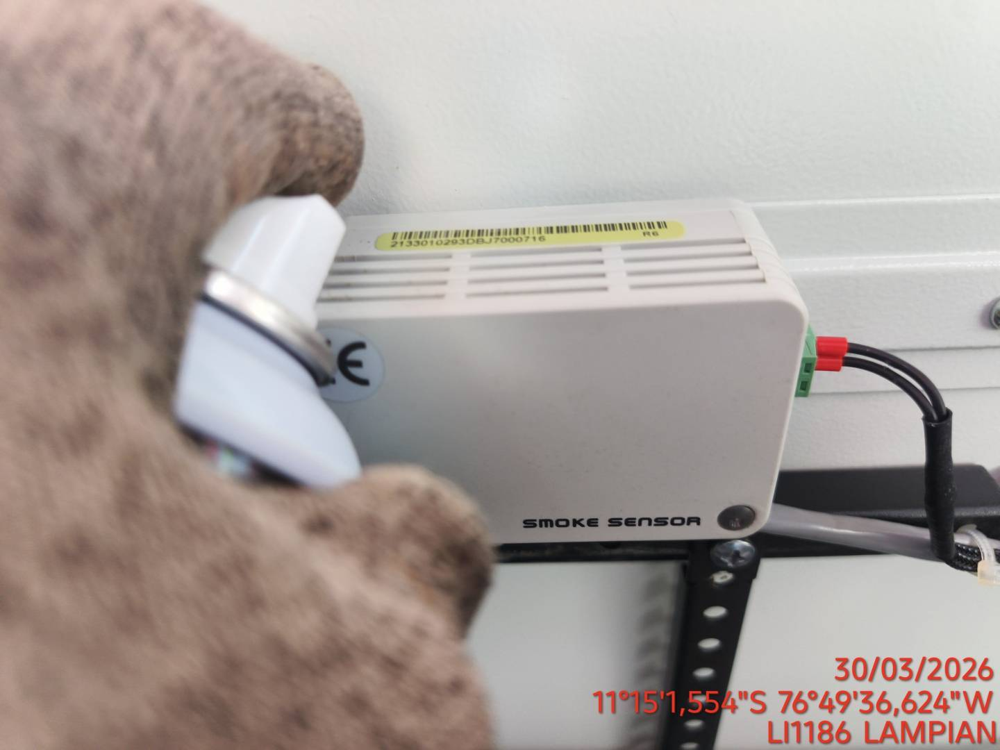 2133010293DBJ7000716 R6
CE
SMOKE SENSOR
30/03/2026
11°15'1,554"S 76°49'36,624"W
LI1186 LAMPIAN